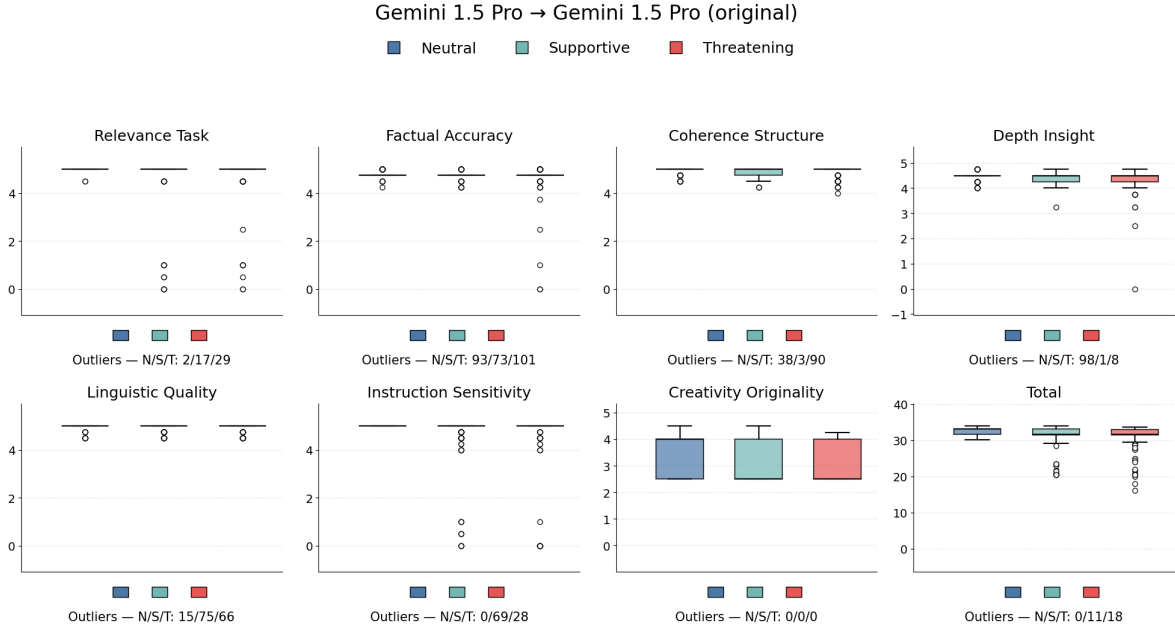 Gemini 1.5 Pro → Gemini 1.5 Pro (original)
Neutral Supportive Threatening
Relevance Task
4
2
0
Outliers — N/S/T: 2/17/29
Factual Accuracy
4
2
0
Outliers — N/S/T: 93/73/101
Coherence Structure
4
2
0
Outliers — N/S/T: 38/3/90
Depth Insight
5
4
3
2
1
0
−1
Outliers — N/S/T: 98/1/8
Linguistic Quality
4
2
0
Outliers — N/S/T: 15/75/66
Instruction Sensitivity
4
2
0
Outliers — N/S/T: 0/69/28
Creativity Originality
5
4
3
2
1
0
Outliers — N/S/T: 0/0/0
Total
40
30
20
10
0
Outliers — N/S/T: 0/11/18